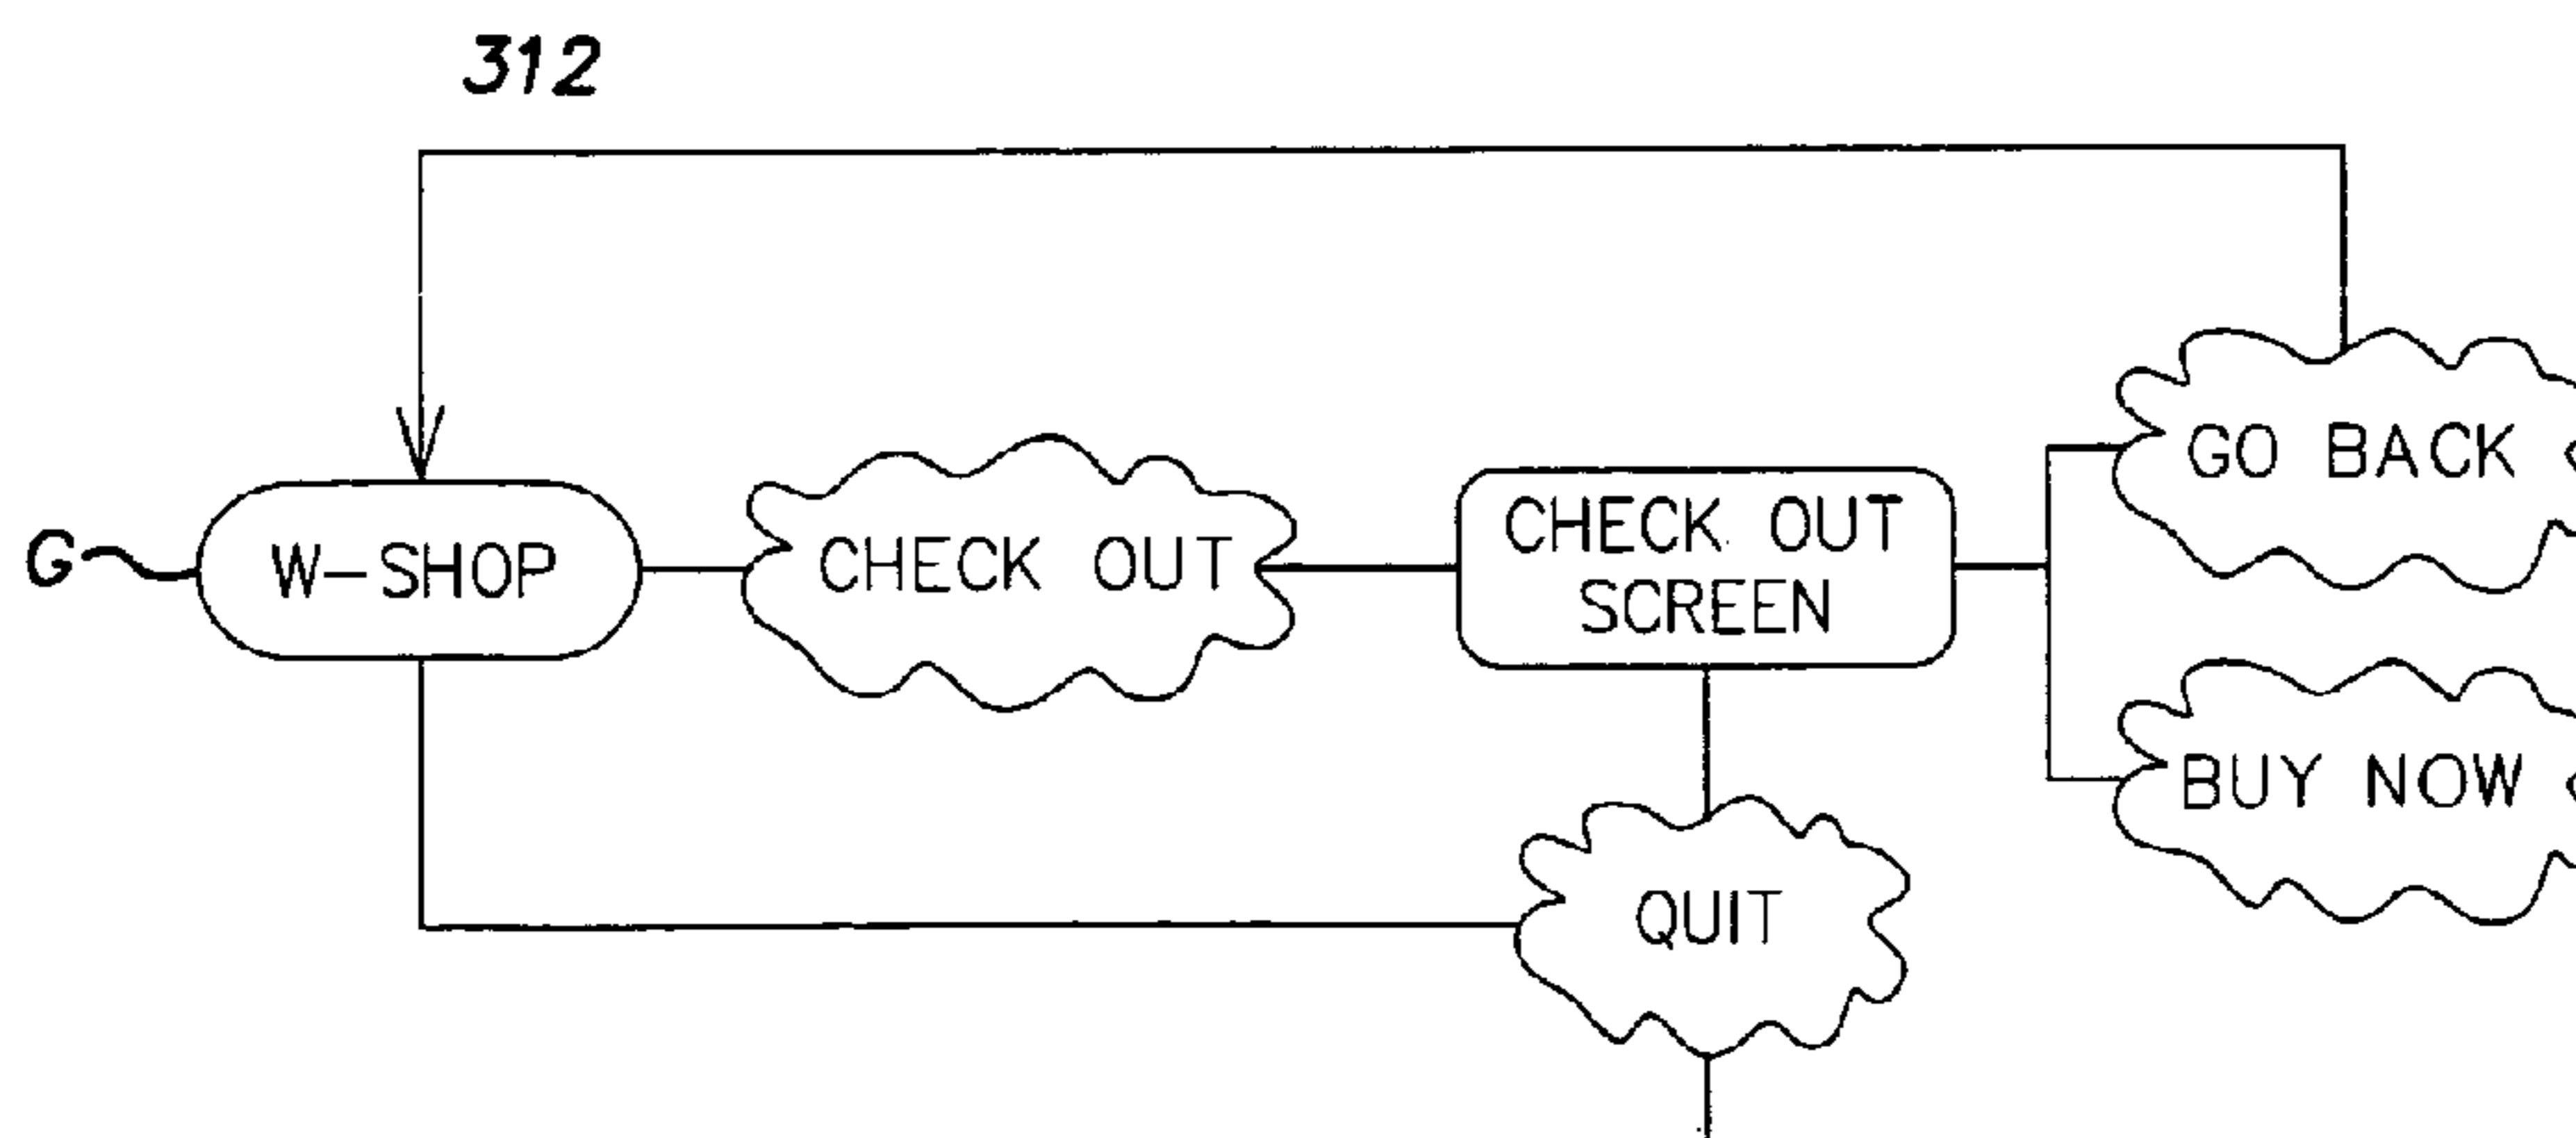 312
G
W-SHOP
CHECK OUT
CHECK OUT
SCREEN
GO BACK
BUY NOW
QUIT